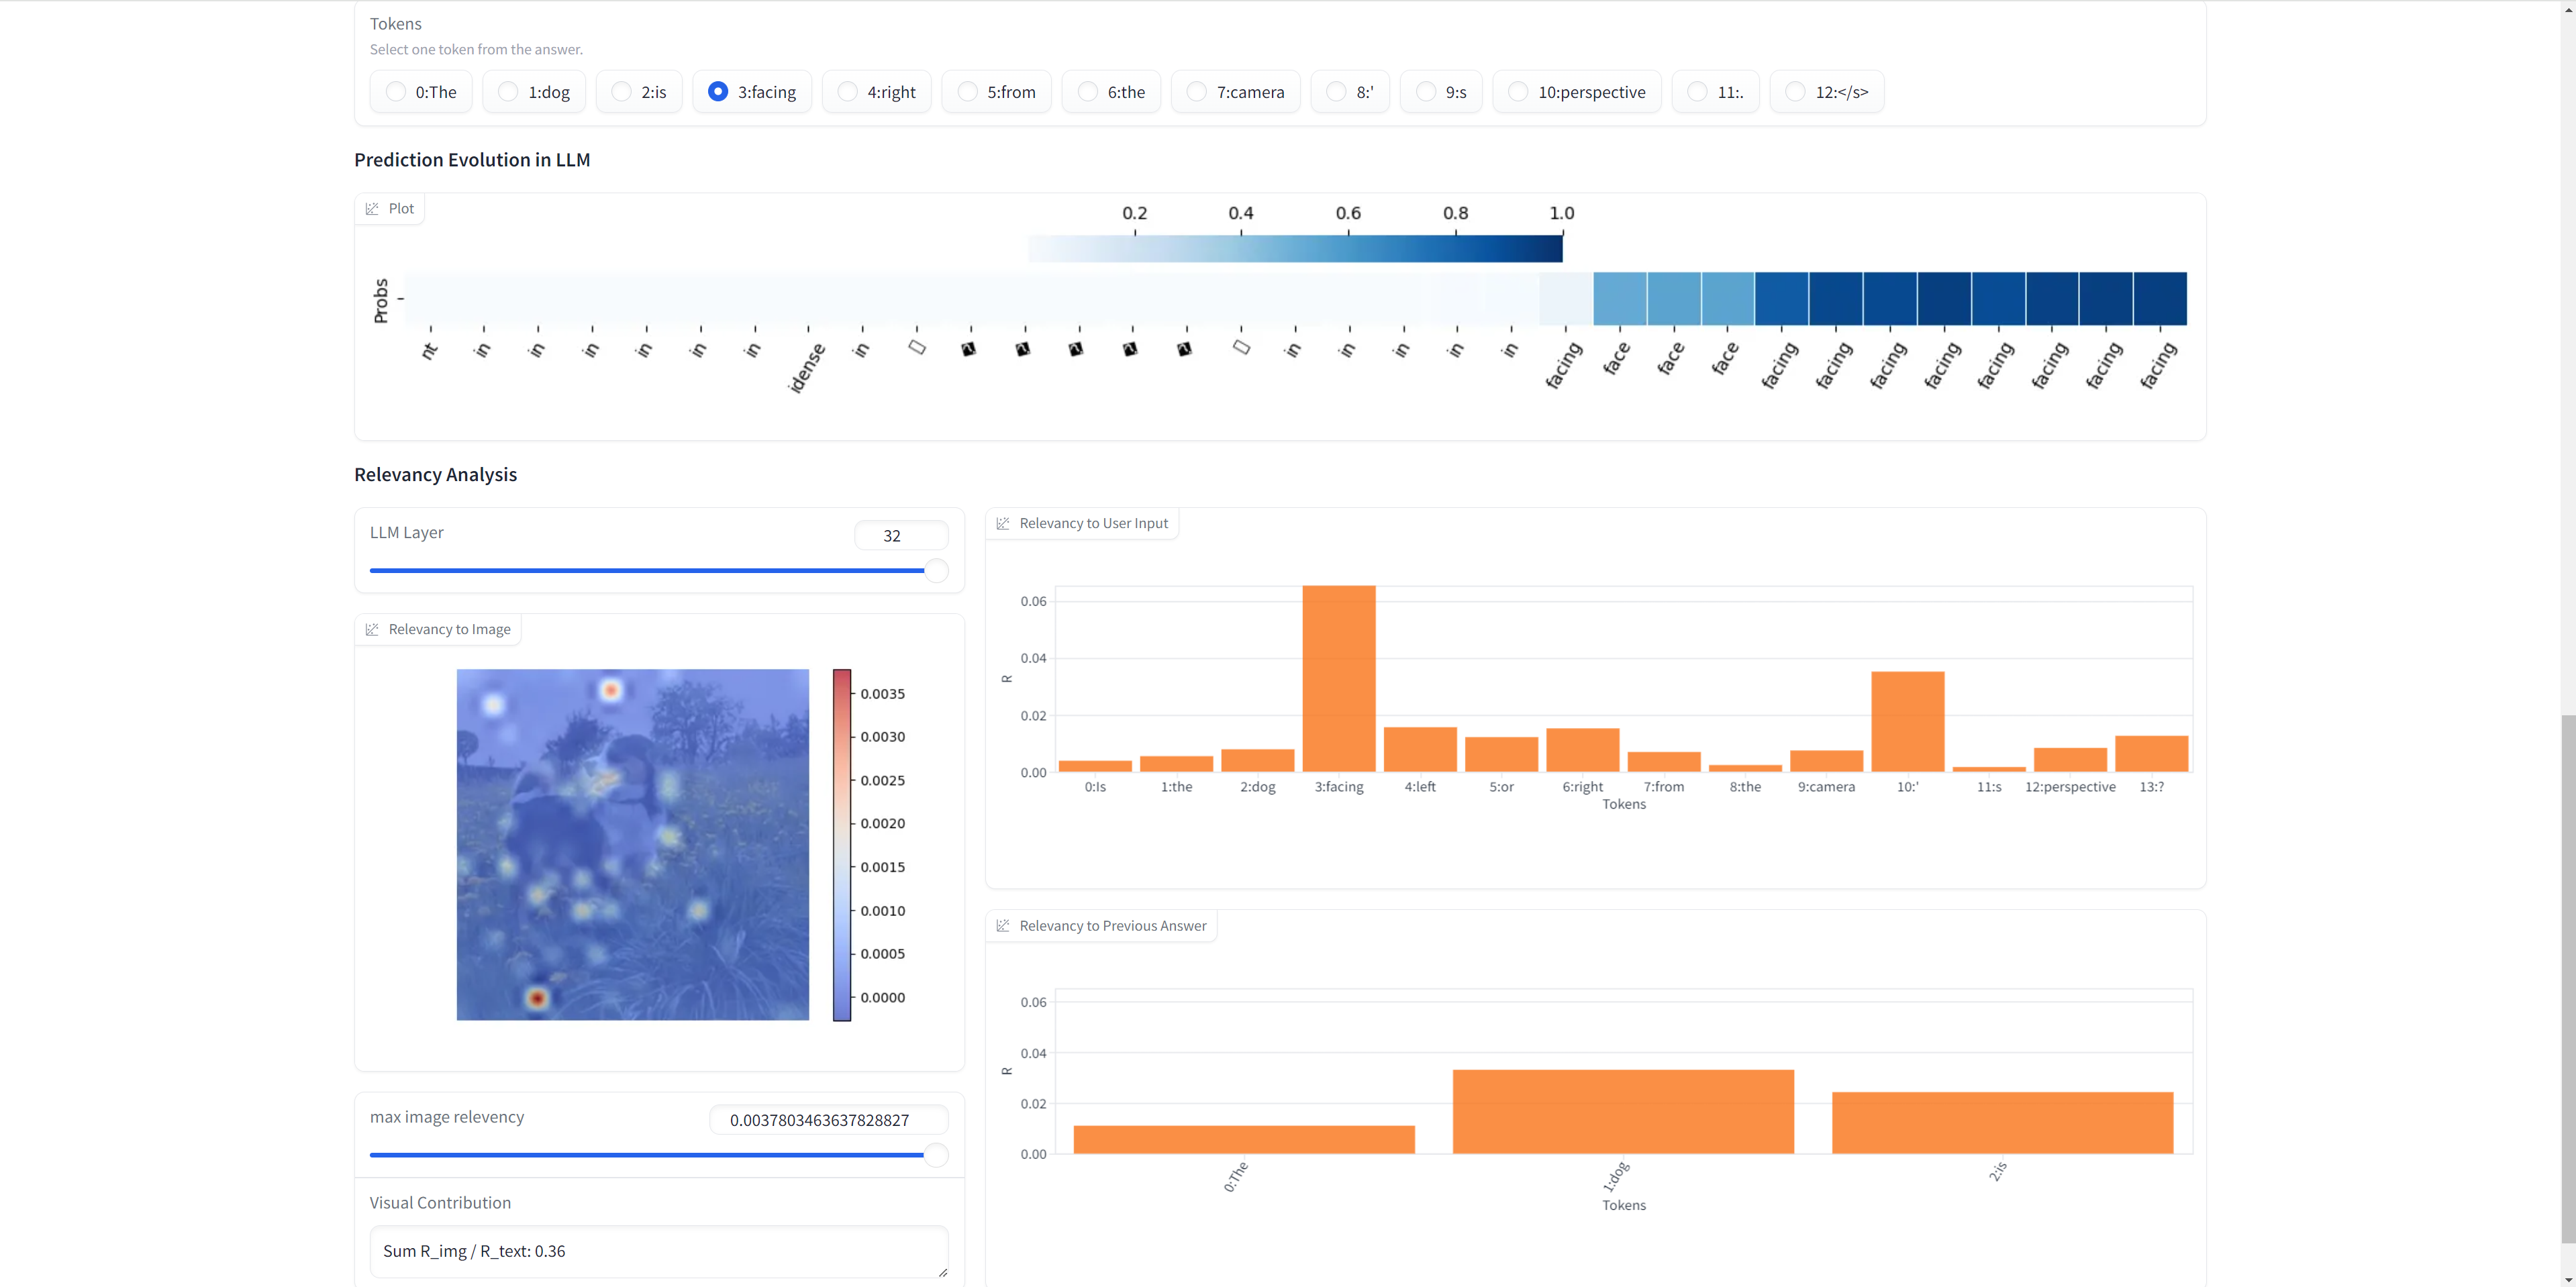 Tokens
Select one token from the answer.
0:The 1:dog 2:is 3:facing 4:right 5:from 6:the 7:camera 8:' 9:s 10:perspective 11:. 12:</s>
Prediction Evolution in LLM
Plot
0.2 0.4 0.6 0.8 1.0
Probs
nt in in in in in in idense in in in in in in facing face face face facing facing facing facing facing facing facing facing
Relevancy Analysis
LLM Layer
32
Relevancy to Image
0.0035
0.0030
0.0025
0.0020
0.0015
0.0010
0.0005
0.0000
max image relevency
0.0037803463637828827
Visual Contribution
Sum R_img / R_text: 0.36
Relevancy to User Input
0.06
0.04
0.02
0.00
R
0:Is 1:the 2:dog 3:facing 4:left 5:or 6:right 7:from 8:the 9:camera 10:' 11:s 12:perspective 13:?
Tokens
Relevancy to Previous Answer
0.06
0.04
0.02
0.00
R
0:The 1:dog 2:is
Tokens